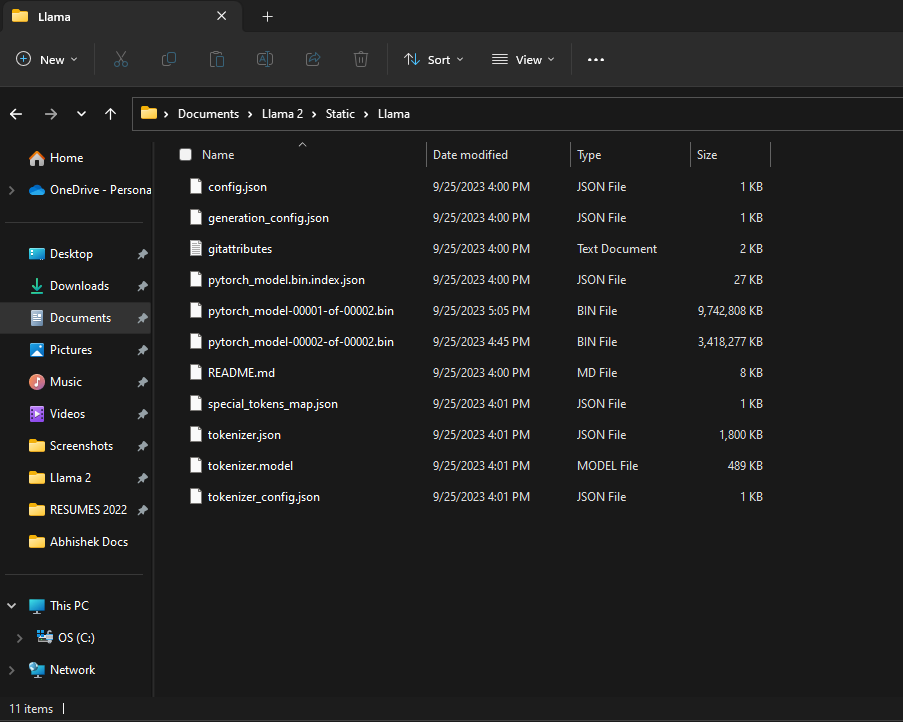 Llama
New
Sort
View
Documents
Llama 2
Static
Llama
Home
OneDrive - Persona
Desktop
Downloads
Documents
Pictures
Music
Videos
Screenshots
Llama 2
RESUMES 2022
Abhishek Docs
This PC
OS (C:)
Network
Name Date modified Type Size
config.json 9/25/2023 4:00 PM JSON File 1 KB
generation_config.json 9/25/2023 4:00 PM JSON File 1 KB
gitattributes 9/25/2023 4:00 PM Text Document 2 KB
pytorch_model.bin.index.json 9/25/2023 4:00 PM JSON File 27 KB
pytorch_model-00001-of-00002.bin 9/25/2023 5:05 PM BIN File 9,742,808 KB
pytorch_model-00002-of-00002.bin 9/25/2023 4:45 PM BIN File 3,418,277 KB
README.md 9/25/2023 4:00 PM MD File 8 KB
special_tokens_map.json 9/25/2023 4:01 PM JSON File 1 KB
tokenizer.json 9/25/2023 4:01 PM JSON File 1,800 KB
tokenizer.model 9/25/2023 4:01 PM MODEL File 489 KB
tokenizer_config.json 9/25/2023 4:01 PM JSON File 1 KB
11 items